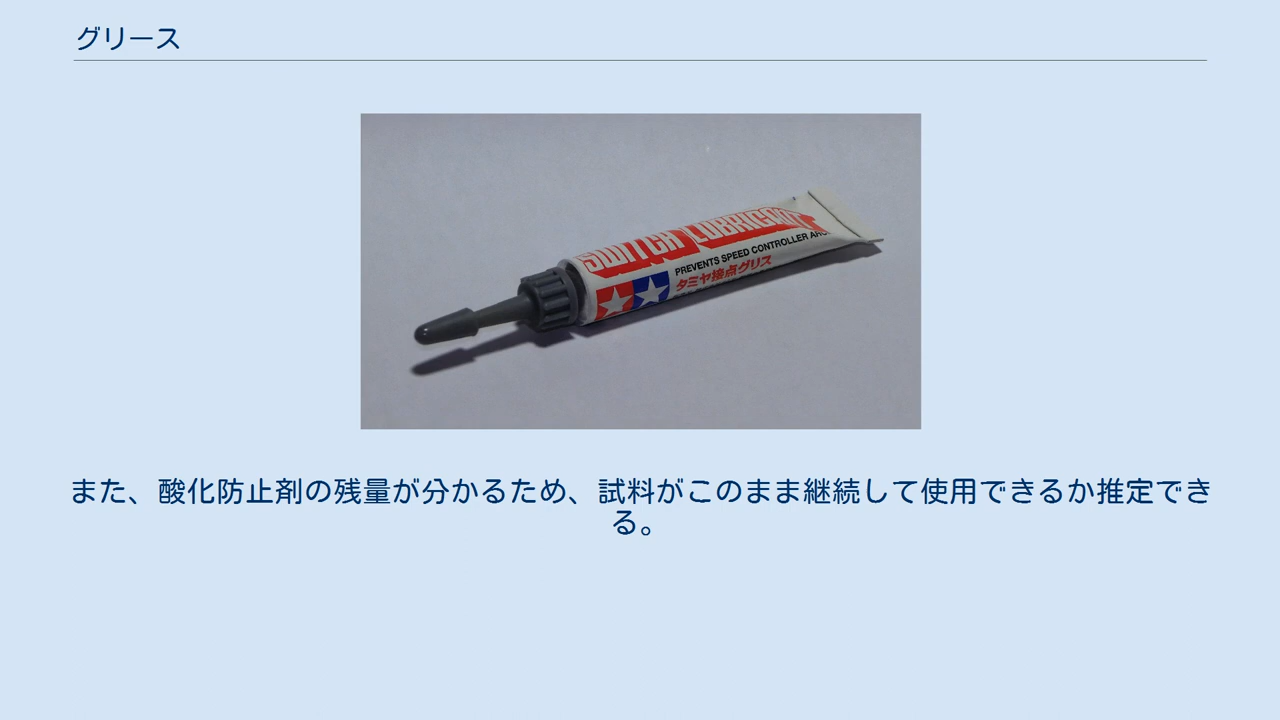 グリース
SWITCH LUBRICANT
PREVENTS SPEED CONTROLLER
タミヤ接点グリス
また、酸化防止剤の残量が分かるため、試料がこのまま継続して使用できるか推定でき
る。